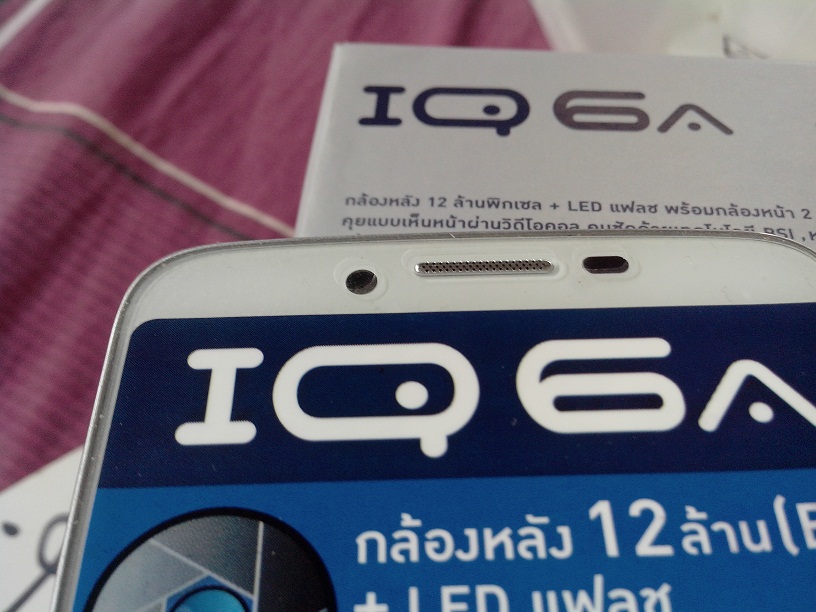 IQ 6A
กล้องหลัง 12 ล้านพิกเซล + LED แฟลช พร้อมกล้องหน้า 2
คุยแบบเห็นหน้าผ่านวิดีโอคอล BSI
IQ 6A
กล้องหลัง 12 ล้าน
+ LED แฟลช